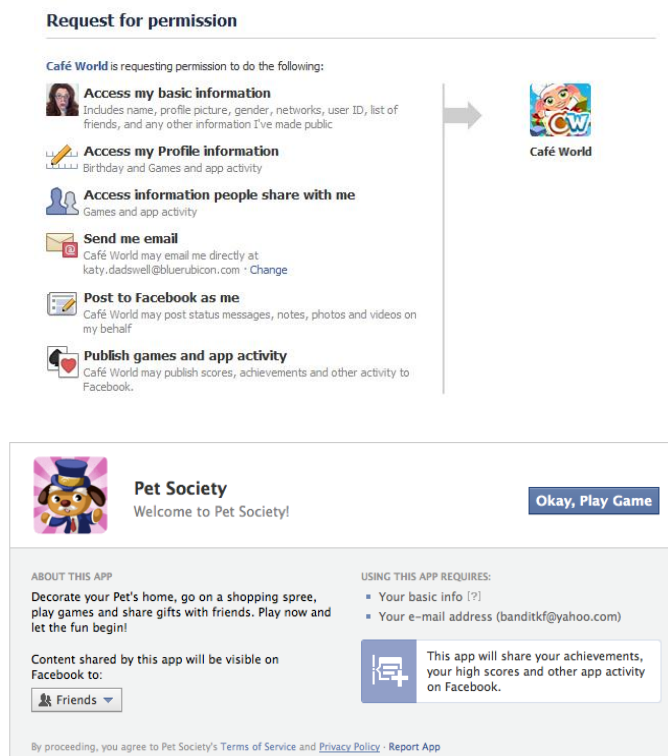 Request for permission
Café World is requesting permission to do the following:
Access my basic information
Includes name, profile picture, gender, networks, user ID, list of
friends, and any other information I've made public
Access my Profile information
Birthday and Games and app activity
Access information people share with me
Games and app activity
Send me email
Café World may email me directly at
katy.dadswell@bluerubicon.com · Change
Post to Facebook as me
Café World may post status messages, notes, photos and videos on
my behalf
Publish games and app activity
Café World may publish scores, achievements and other activity to
Facebook.
CW
Café World
Pet Society
Welcome to Pet Society!
Okay, Play Game
ABOUT THIS APP
Decorate your Pet's home, go on a shopping spree,
play games and share gifts with friends. Play now and
let the fun begin!
Content shared by this app will be visible on
Facebook to:
Friends
USING THIS APP REQUIRES:
Your basic info [?]
Your e-mail address (banditkf@yahoo.com)
This app will share your achievements,
your high scores and other app activity
on Facebook.
By proceeding, you agree to Pet Society's Terms of Service and Privacy Policy · Report App